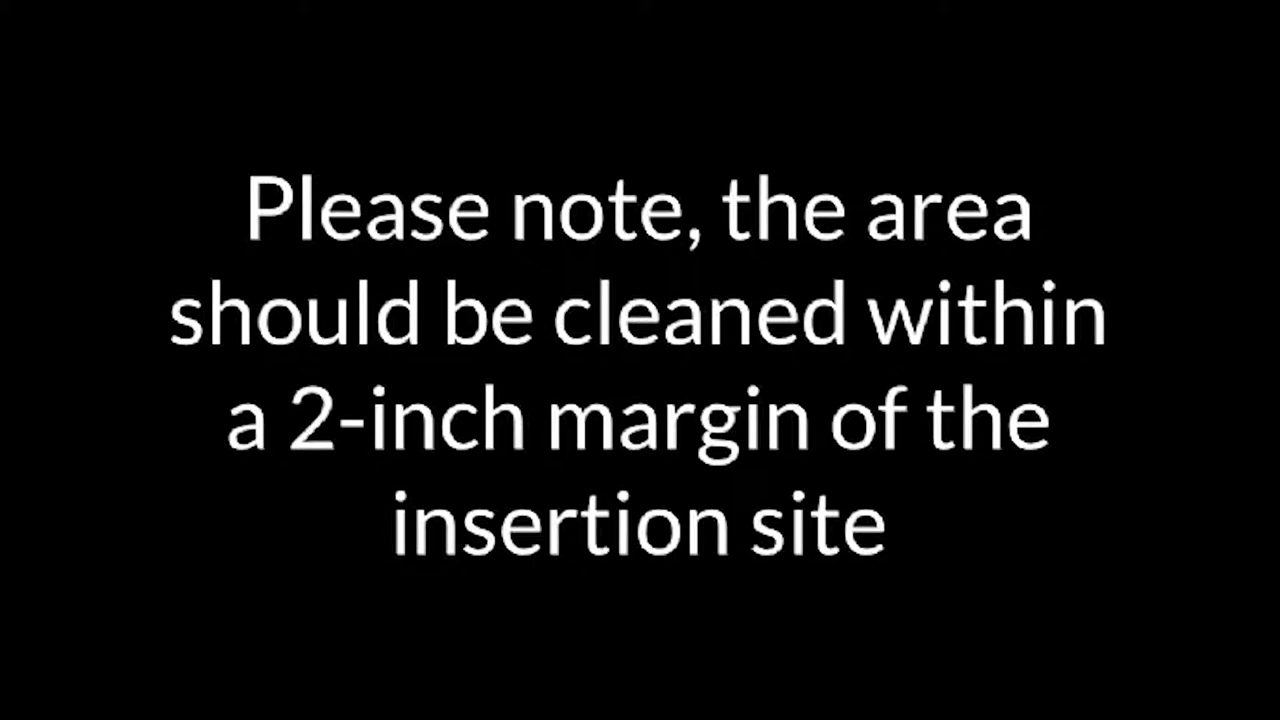 Please note, the area
should be cleaned within
a 2-inch margin of the
insertion site